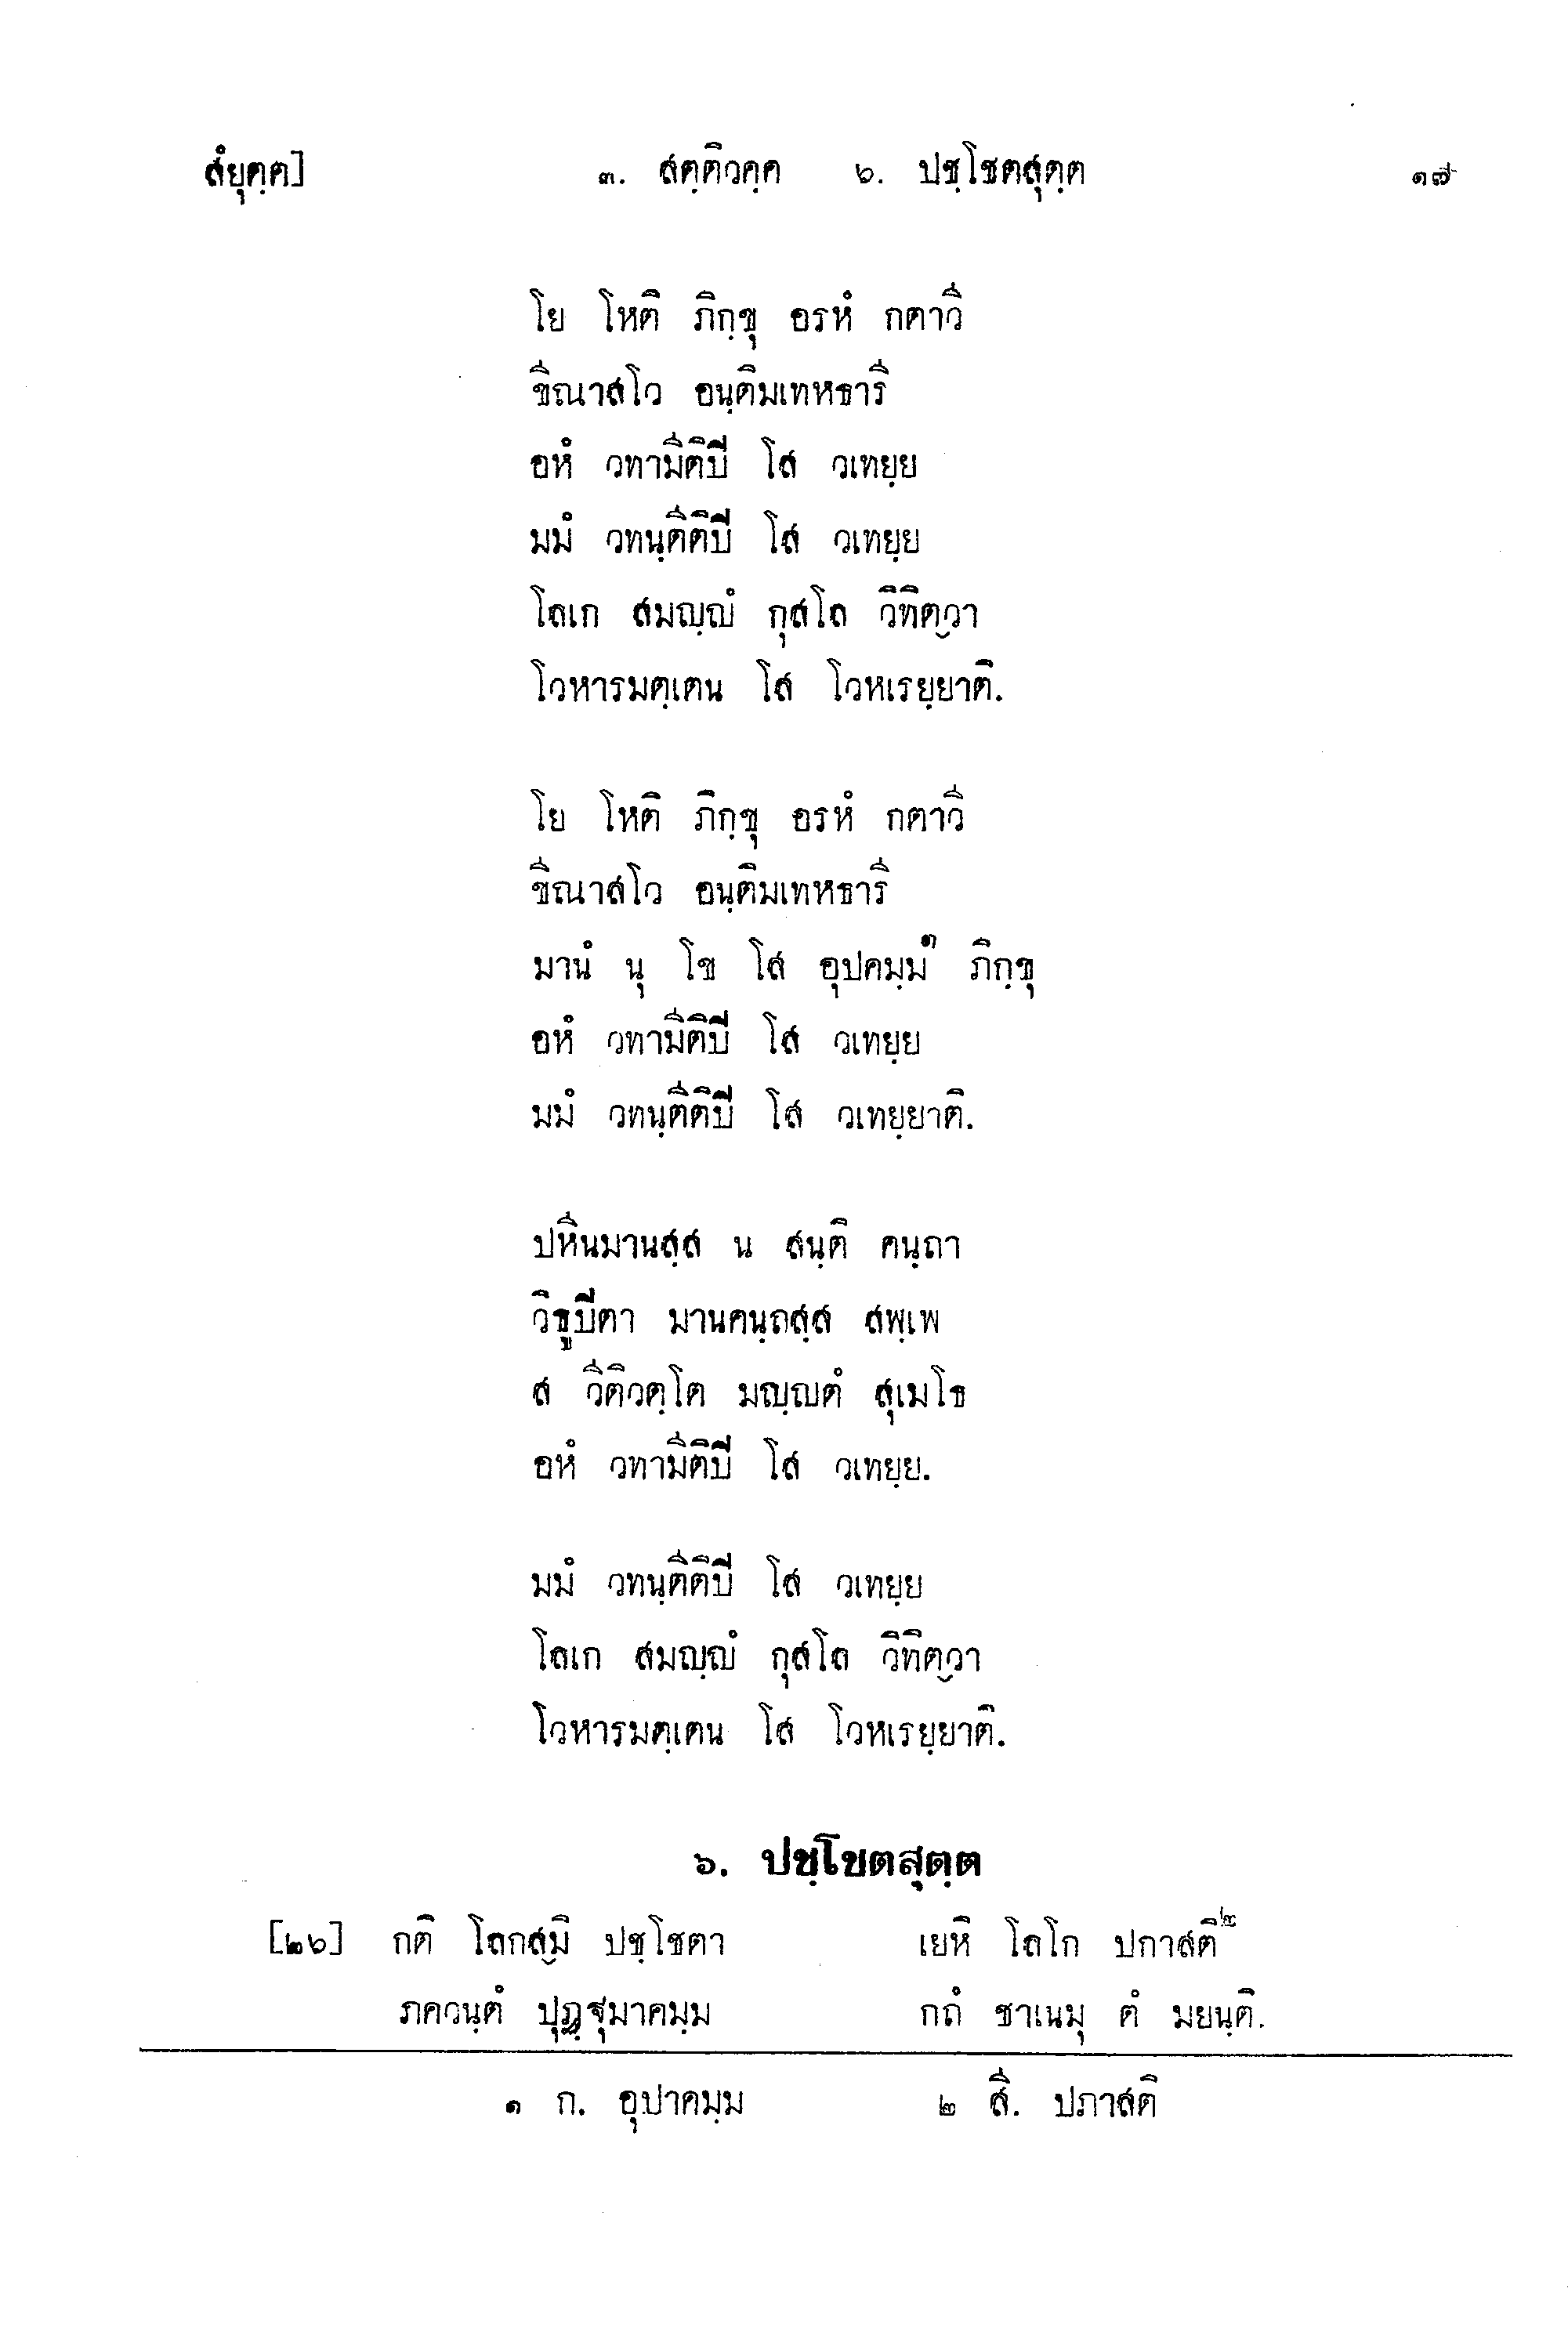 สํยุตฺต] ๓. สตฺติวคฺค ๖. ปชฺโชตสุตฺต ๑๗
โย โหติ ภิกฺขุ อรหํ กตาวี
ขีณาสโว อนฺติมเทหธารี
อหํ วทามีติปิ โส วเทยฺย
มมํ วทนฺตีติปิ โส วเทยฺย
โลเก สมญฺญํ กุสโล วิทิตฺวา
โวหารมตฺเตน โส โวหเรยฺยาติ.
โย โหติ ภิกฺขุ อรหํ กตาวี
ขีณาสโว อนฺติมเทหธารี
มานํ นุ โข โส อุปคมฺม๑ ภิกฺขุ
อหํ วทามีติปิ โส วเทยฺย
มมํ วทนฺตีติปิ โส วเทยฺยาติ.
ปหีนมานสฺส น สนฺติ คนฺถา
วิธูปิตา มานคนฺถสฺส สพฺเพ
ส วีติวตฺโต มญฺญตํ สุเมโธ
อหํ วทามีติปิ โส วเทยฺย.
มมํ วทนฺตีติปิ โส วเทยฺย
โลเก สมญฺญํ กุสโล วิทิตฺวา
โวหารมตฺเตน โส โวหเรยฺยาติ.
๖. ปชฺโชตสุตฺต
[๒๖] กติ โลกสฺมิ ปชฺโชตา เยหิ โลโก ปกาสติ๒
ภควนฺตํ ปุฏฺฐุมาคมฺม กถํ ชาเนมุ ตํ มยนฺติ.
๑ ก. อุปาคมฺม ๒ สี. ปภาสติ